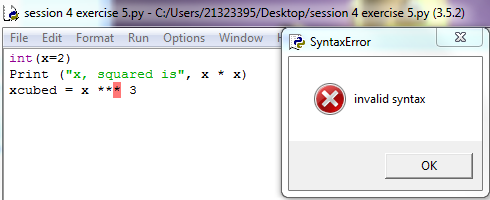 session 4 exercise 5.py - C:/Users/21323395/Desktop/session 4 exercise 5.py (3.5.2)
File Edit Format Run Options Window Help
int(x=2)
Print ("x, squared is", x * x)
xcubed = x *** 3
SyntaxError
invalid syntax
OK